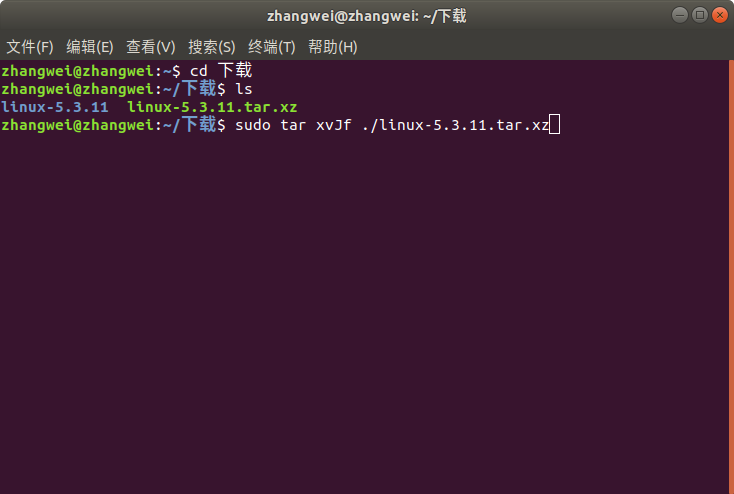 zhangwei@zhangwei: ~/下载
文件(F) 编辑(E) 查看(V) 搜索(S) 终端(T) 帮助(H)
zhangwei@zhangwei:~$ cd 下载
zhangwei@zhangwei:~/下载$ ls
linux-5.3.11  linux-5.3.11.tar.xz
zhangwei@zhangwei:~/下载$ sudo tar xvJf ./linux-5.3.11.tar.xz